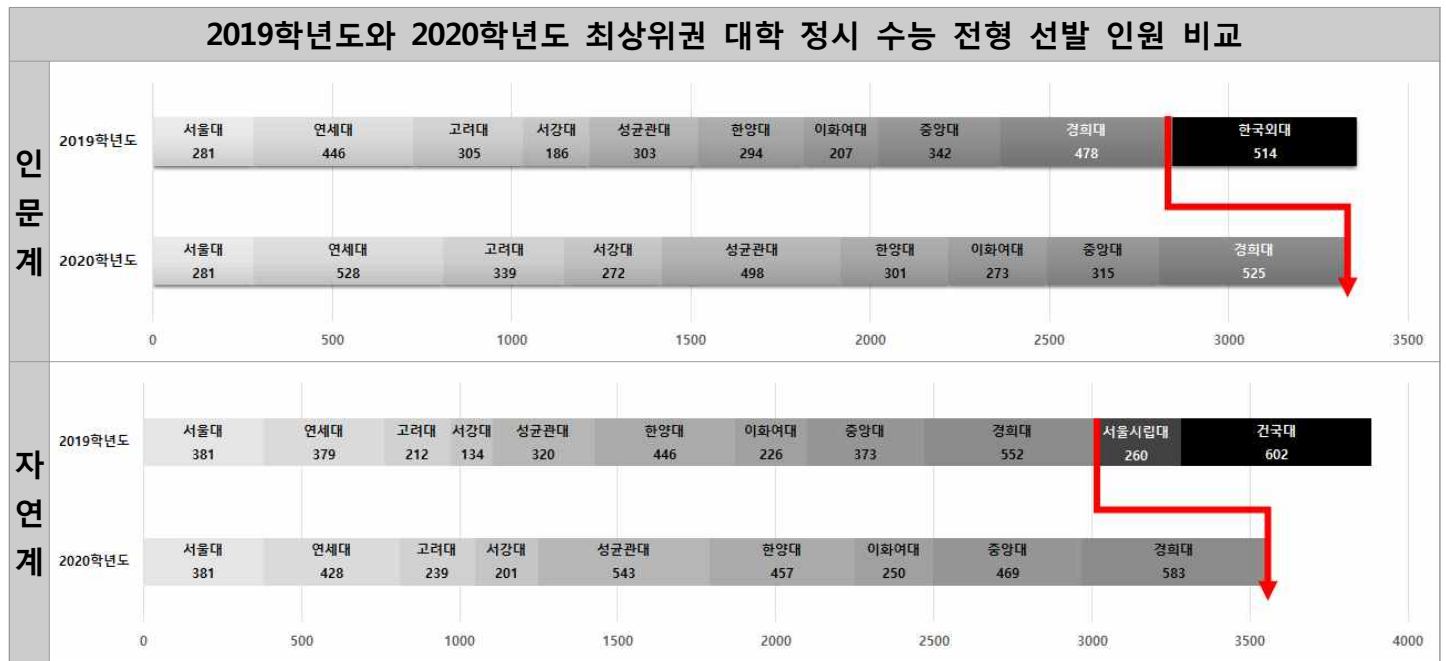 2019학년도와 2020학년도 최상위권 대학 정시 수능 전형 선발 인원 비교
인문계
2019학년도
서울대 연세대 고려대 서강대 성균관대 한양대 이화여대 중앙대 경희대 한국외대
281 446 305 186 303 294 207 342 478 514
2020학년도
서울대 연세대 고려대 서강대 성균관대 한양대 이화여대 중앙대 경희대
281 528 339 272 498 301 273 315 525
0 500 1000 1500 2000 2500 3000 3500
자연계
2019학년도
서울대 연세대 고려대 서강대 성균관대 한양대 이화여대 중앙대 경희대 서울시립대 건국대
381 379 212 134 320 446 226 373 552 260 602
2020학년도
서울대 연세대 고려대 서강대 성균관대 한양대 이화여대 중앙대 경희대
381 428 239 201 543 457 250 469 583
0 500 1000 1500 2000 2500 3000 3500 4000